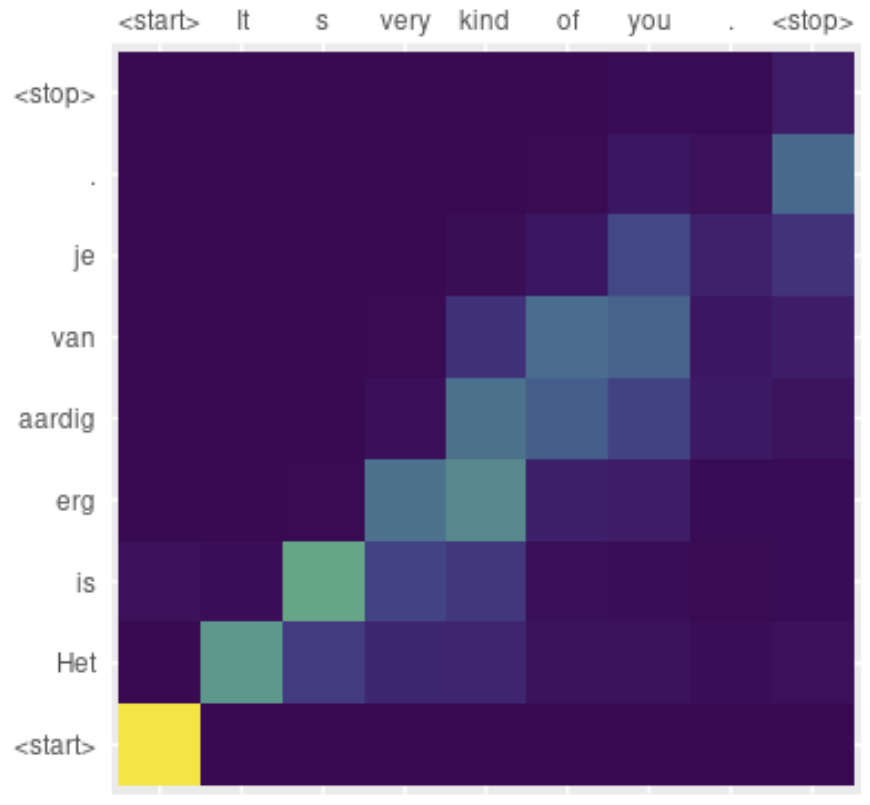 <start> It s very kind of you . <stop>
<stop>
.
je
van
aardig
erg
is
Het
<start>